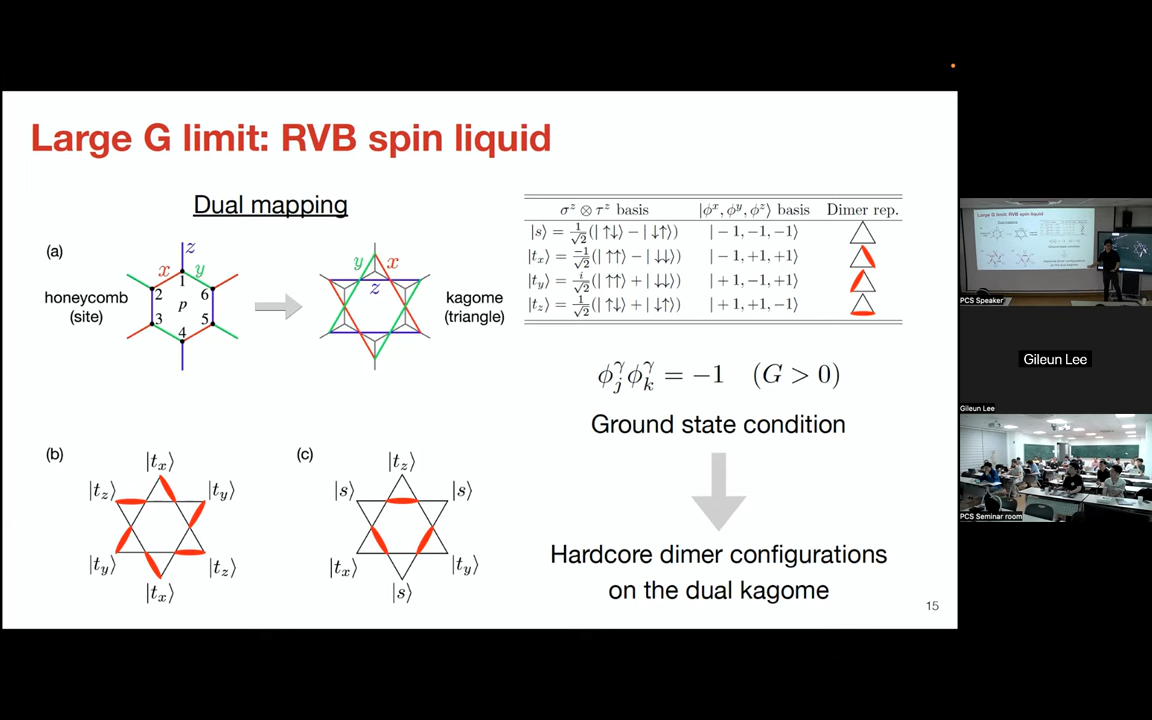 Large G limit: RVB spin liquid
Dual mapping
(a)
honeycomb
(site)
z
x
y
1
2
6
p
3
5
4
y
x
z
kagome
(triangle)
σ^z ⊗ τ^z basis |φ^x, φ^y, φ^z⟩ basis Dimer rep.
|s⟩ = 1/√2(|↑↓⟩ − |↓↑⟩) |−1, −1, −1⟩
|t_x⟩ = −1/√2(|↑↑⟩ − |↓↓⟩) |−1, +1, +1⟩
|t_y⟩ = i/√2(|↑↑⟩ + |↓↓⟩) |+1, −1, +1⟩
|t_z⟩ = 1/√2(|↑↓⟩ + |↓↑⟩) |+1, +1, −1⟩
φ_j^γ φ_k^γ = −1 (G > 0)
Ground state condition
Hardcore dimer configurations
on the dual kagome
(b)
|t_x⟩
|t_z⟩
|t_y⟩
|t_y⟩
|t_z⟩
|t_x⟩
(c)
|t_z⟩
|s⟩
|s⟩
|t_x⟩
|t_y⟩
|s⟩
15
PCS Speaker
Large G limit: RVB spin liquid
Gileun Lee
Gileun Lee
PCS Seminar room